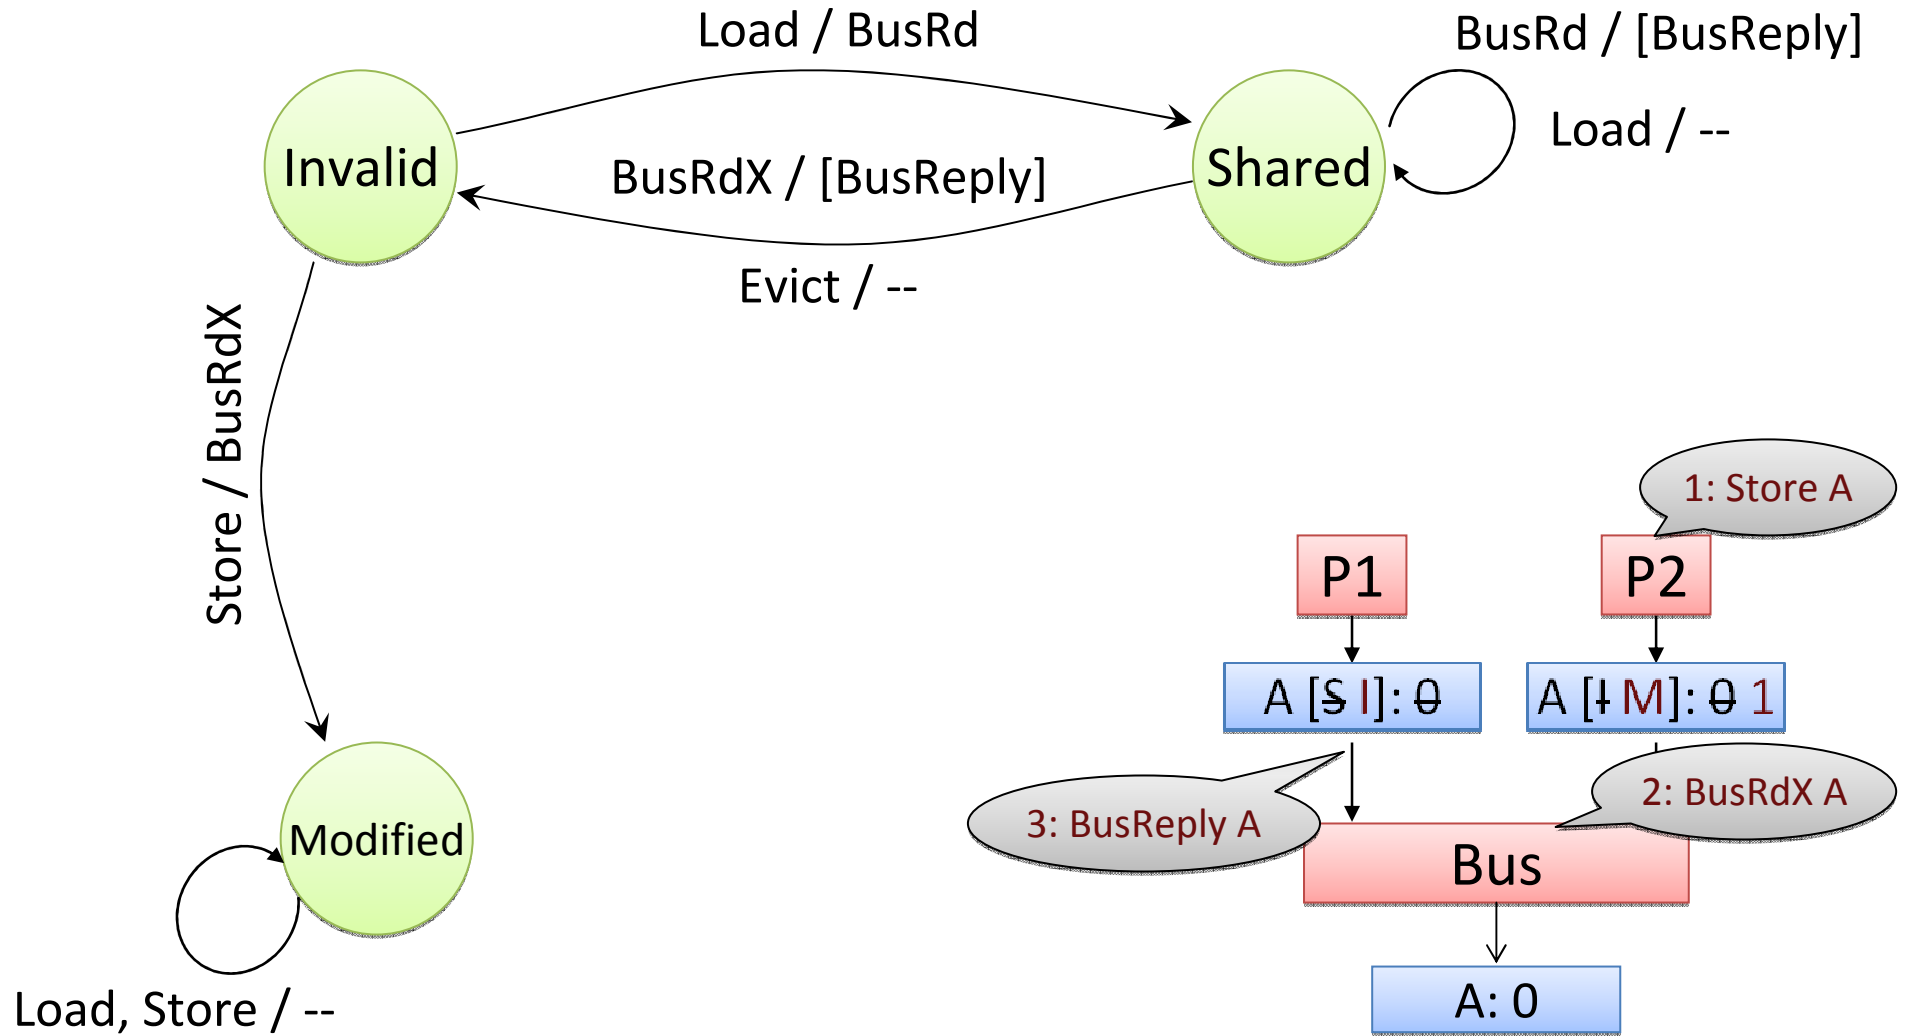 Load / BusRd
BusRd / [BusReply]
Load / --
Invalid
BusRdX / [BusReply]
Shared
Evict / --
Store / BusRdX
1: Store A
P1
P2
A [S I]: 0
A [I M]: 0 1
2: BusRdX A
3: BusReply A
Modified
Bus
Load, Store / --
A: 0